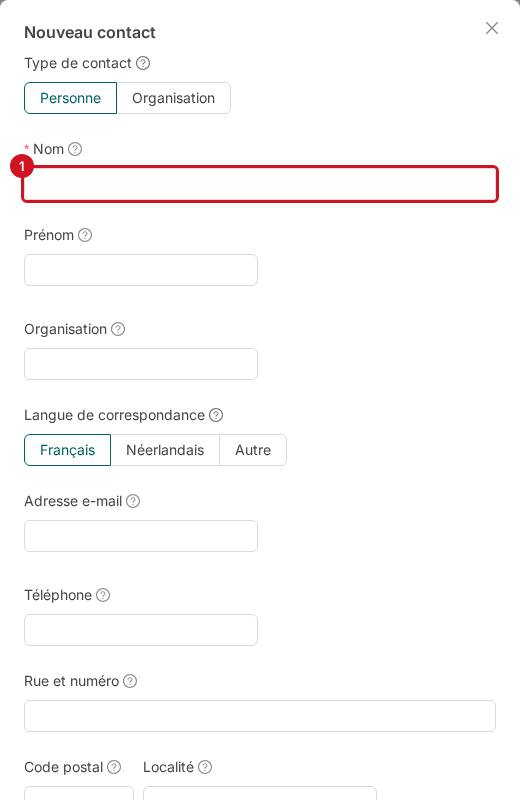 Nouveau contact
Type de contact
Personne Organisation
* Nom
1
Prénom
Organisation
Langue de correspondance
Français Néerlandais Autre
Adresse e-mail
Téléphone
Rue et numéro
Code postal Localité